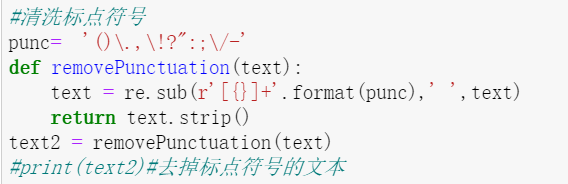 #清洗标点符号
punc=  '()\.,\!?":;\/-'
def removePunctuation(text):
    text = re.sub(r'[{}]+'.format(punc),' ',text)
    return text.strip()
text2 = removePunctuation(text)
#print(text2)#去掉标点符号的文本